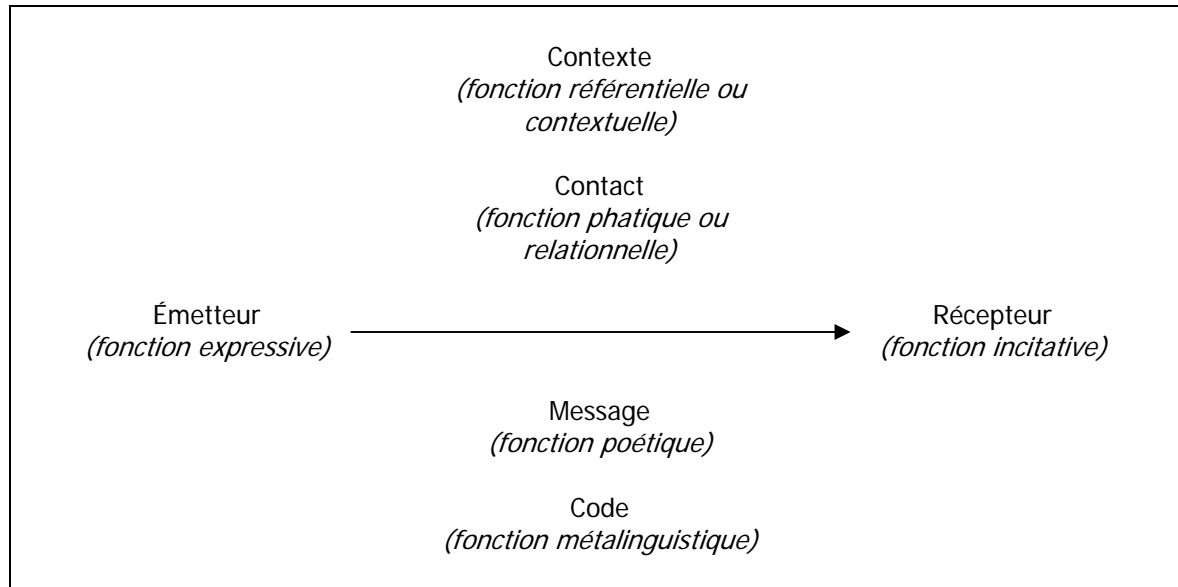 Contexte
(fonction référentielle ou
contextuelle)
Contact
(fonction phatique ou
relationnelle)
Émetteur
(fonction expressive)
Récepteur
(fonction incitative)
Message
(fonction poétique)
Code
(fonction métalinguistique)